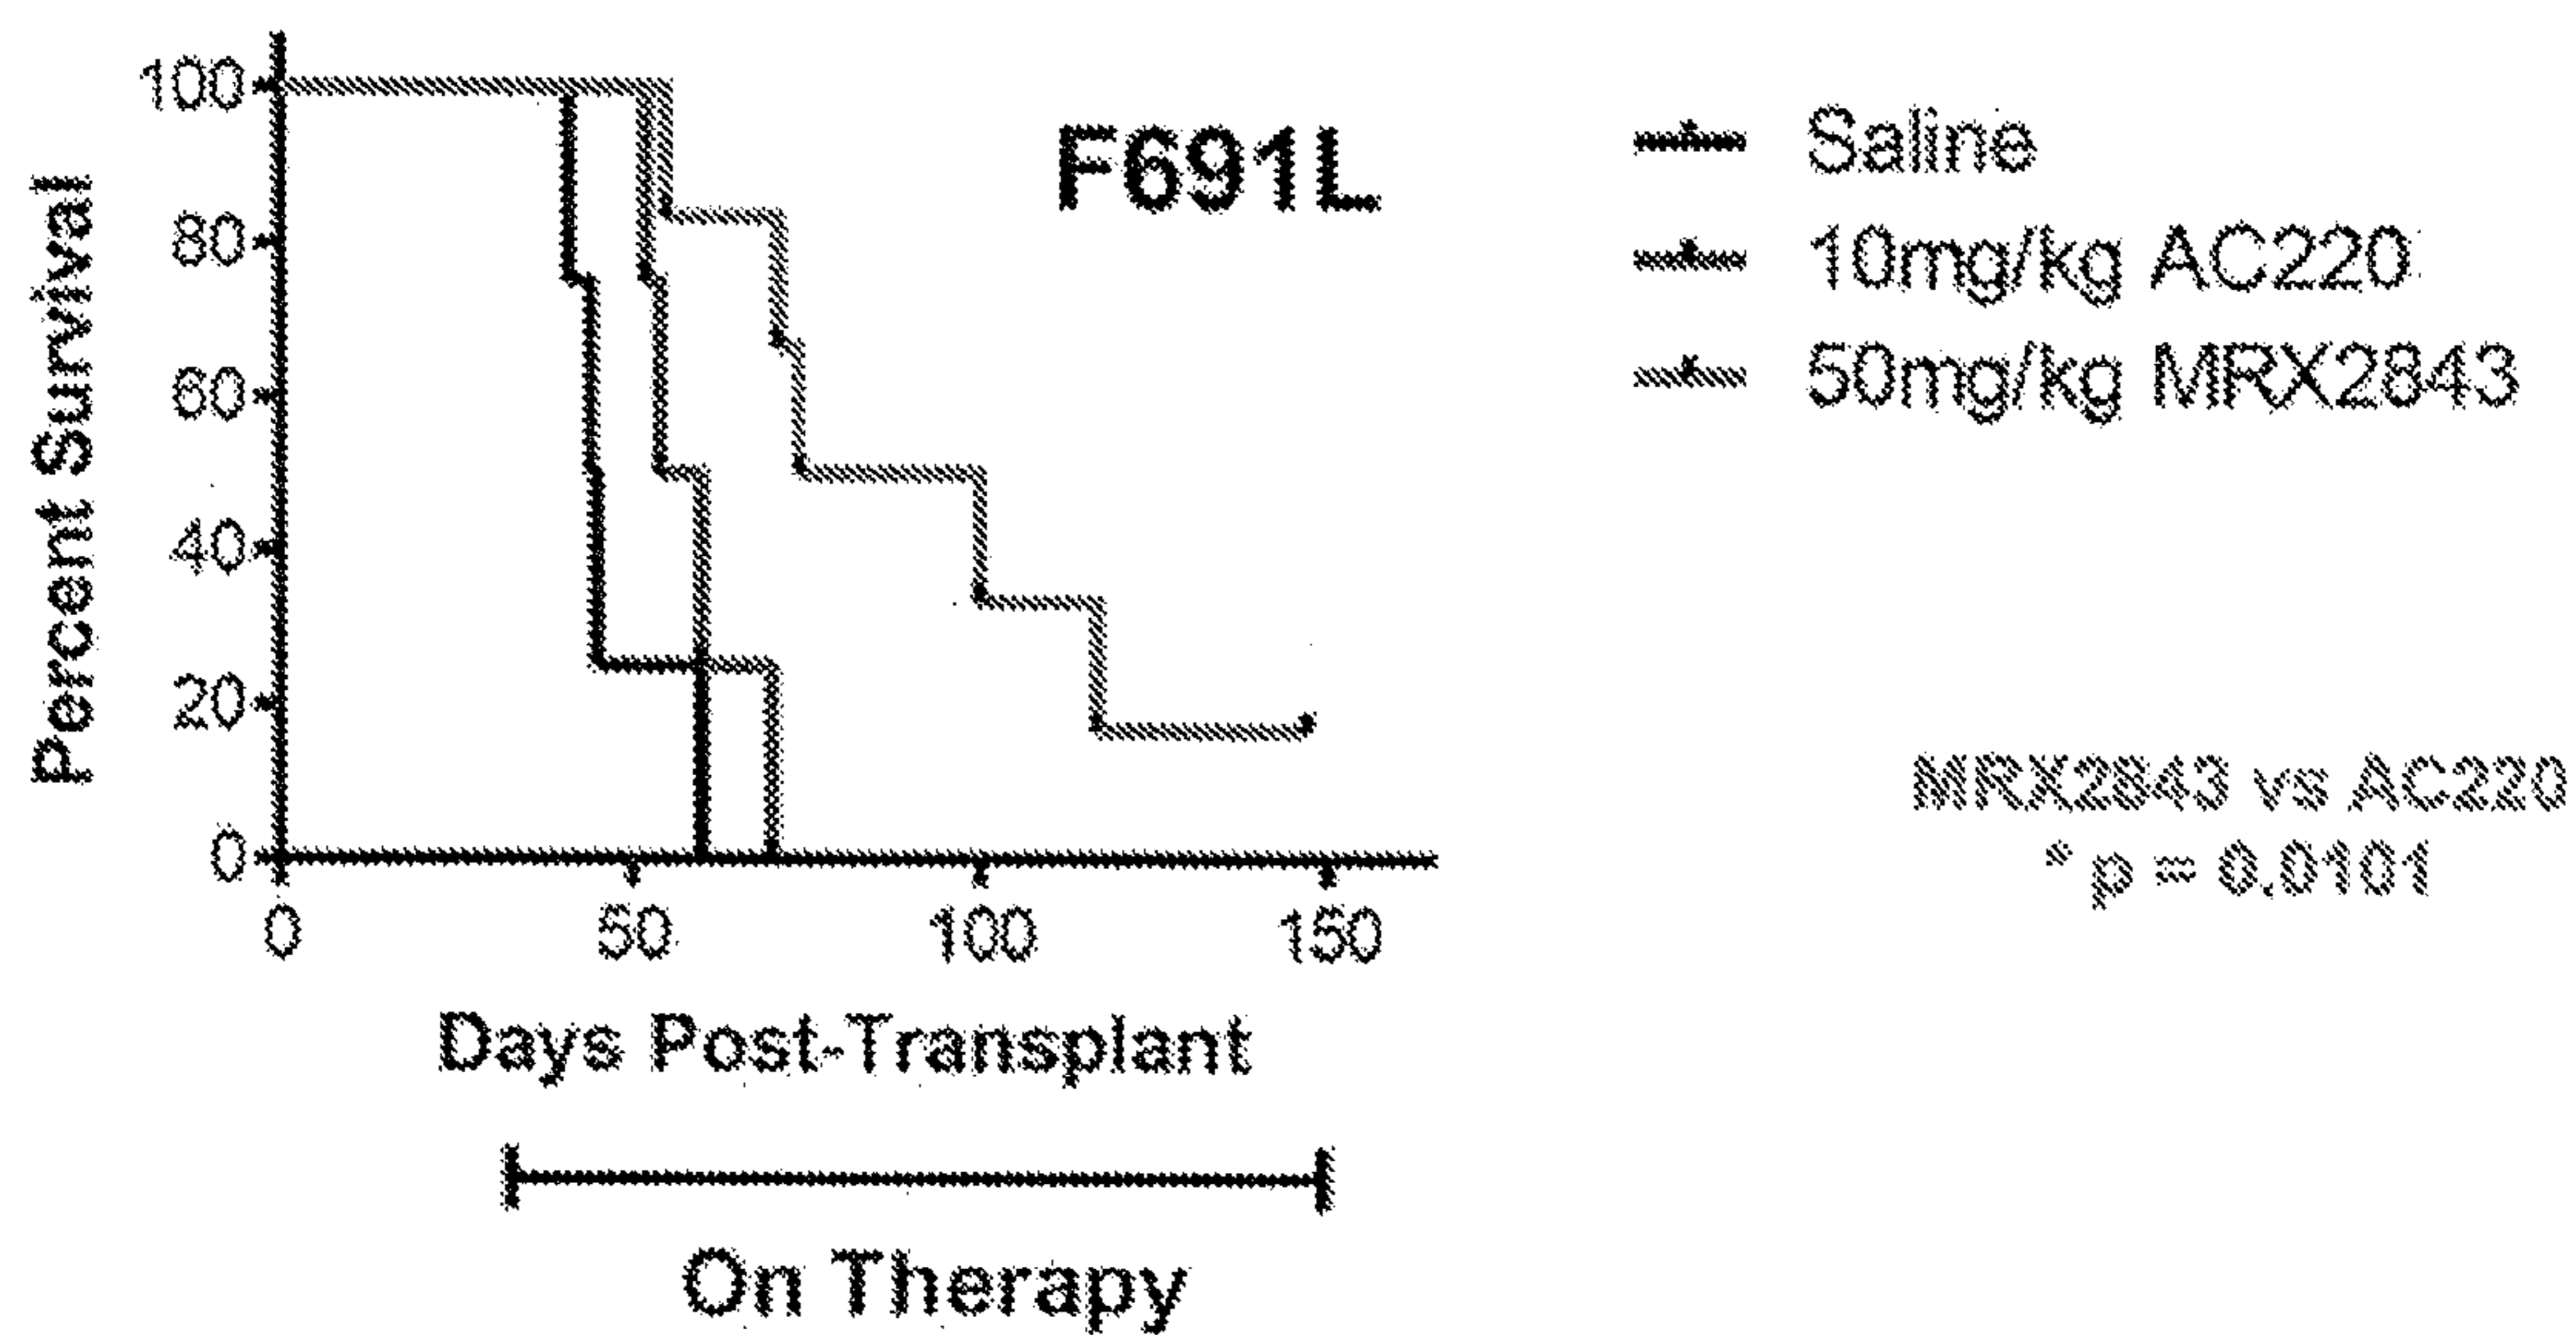 Percent Survival
100
80
60
40
20
0
0
50
100
150
F691L
Saline
10mg/kg AC220
50mg/kg MRX2843
MRX2843 vs AC220
* p = 0.0101
Days Post-Transplant
On Therapy